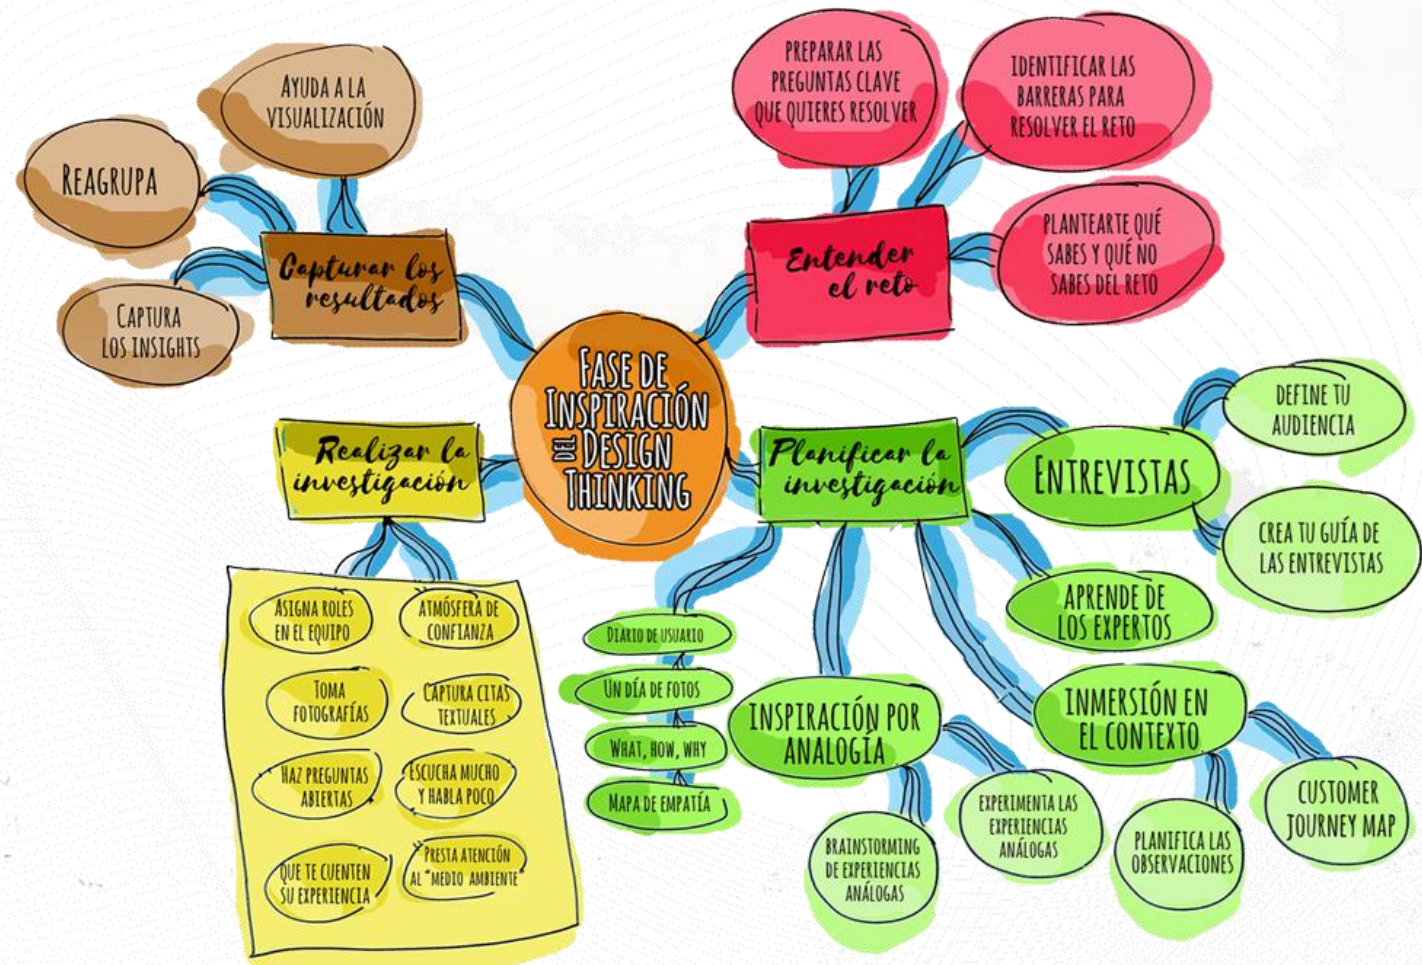 FASE DE
INSPIRACIÓN
DEL DESIGN
THINKING
Entender
el reto
PREPARAR LAS
PREGUNTAS CLAVE
QUE QUIERES RESOLVER
IDENTIFICAR LAS
BARRERAS PARA
RESOLVER EL RETO
PLANTEARTE QUÉ
SABES Y QUÉ NO
SABES DEL RETO
Planificar la
investigación
ENTREVISTAS
DEFINE TU
AUDIENCIA
CREA TU GUÍA DE
LAS ENTREVISTAS
APRENDE DE
LOS EXPERTOS
INMERSIÓN EN
EL CONTEXTO
CUSTOMER
JOURNEY MAP
PLANIFICA LAS
OBSERVACIONES
INSPIRACIÓN POR
ANALOGÍA
EXPERIMENTA LAS
EXPERIENCIAS
ANÁLOGAS
BRAINSTORMING
DE EXPERIENCIAS
ANÁLOGAS
DIARIO DE USUARIO
UN DÍA DE FOTOS
WHAT, HOW, WHY
MAPA DE EMPATÍA
Realizar la
investigación
ASIGNA ROLES
EN EL EQUIPO
ATMÓSFERA DE
CONFIANZA
TOMA
FOTOGRAFÍAS
CAPTURA CITAS
TEXTUALES
HAZ PREGUNTAS
ABIERTAS
ESCUCHA MUCHO
Y HABLA POCO
QUE TE CUENTEN
SU EXPERIENCIA
PRESTA ATENCIÓN
AL "MEDIO AMBIENTE"
Capturar los
resultados
AYUDA A LA
VISUALIZACIÓN
REAGRUPA
CAPTURA
LOS INSIGHTS